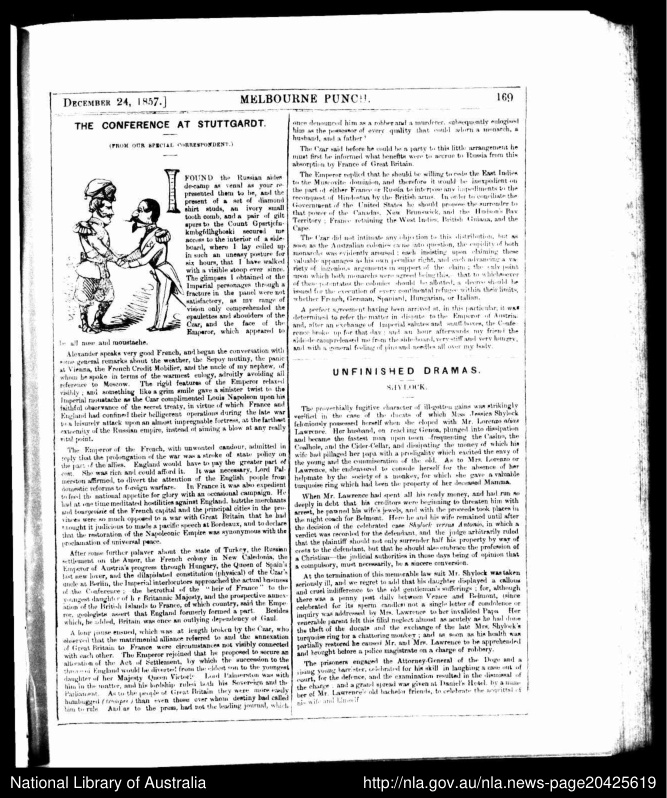 DECEMBER 24, 1857.]
MELBOURNE PUNCH.
169
THE CONFERENCE AT STUTTGARDT.
(FROM OUR SPECIAL CORRESPONDENT.)
I FOUND the Russian aides
de-camp as venal as your re-
presented them to be, and the
present of a set of diamond
shirt studs, an ivory small
tooth comb, and a pair of gilt
spurs to the Count
secured me
access to the interior of a side-
board, where I lay coiled up
in such an uneasy posture for
six hours, that I have walked
with a visible stoop ever since.
The glimpses I obtained of the
Imperial personages through a
fracture in the panel were not
satisfactory, as my range of
vision only comprehended the
epaulettes and shoulders of the
Czar, and the face of the
Emperor, which appeared to
be all nose and moustache.
Alexander speaks very good French, and began the conversation with
some general remarks about the weather, the Sepoy mutiny, the panic
at Vienna, the French Credit Mobilier, and the uncle of my nephew, of
whom he spoke in terms of the warmest eulogy, adroitly avoiding all
reference to Moscow. The rigid features of the Emperor relaxed
visibly; and something like a grim smile gave a sinister twist to the
Imperial moustache as the Czar complimented Louis Napoleon upon his
faithful observance of the secret treaty, in virtue of which France and
England had confined their belligerent operations during the late war
to a leisurely attack upon an almost impregnable fortress, at the farthest
extremity of the Russian empire, instead of aiming a blow at any really
vital point.
The Emperor of the French, with unwonted candour, admitted in
reply that the prolongation of the war was a stroke of state policy on
the part of the allies. England would have to pay the greater part of
cost. She was rich and could afford it. It was necessary, Lord Pal-
merston affirmed, to divert the attention of the English people from
domestic reforms to foreign warfare. In France it was also expedient
to feed the national appetite for glory with an occasional campaign. He
had at one time meditated hostilities against England, but the merchants
and bourgeoisie of the French capital and the principal cities in the pro-
vinces were so much opposed to a war with Great Britain that he had
thought it judicious to make a pacific speech at Bordeaux, and to declare
that the restoration of the Napoleonic Empire was synonymous with the
proclamation of universal peace.
After some further palaver about the state of Turkey, the Russian
settlement on the Amor, the French colony in New Caledonia, the
Emperor of Austria's progress through Hungary, the Queen of Spain's
last new lover, and the dilapidated constitution (physical) of the Czar's
uncle at Berlin, the Imperial interlocutors approached the actual business
of the Conference; the betrothal of the "heir of France" to the
youngest daughter of her Britannic Majesty, and the prospective annex-
ation of the British Islands to France, of which country, said the Empe-
ror, geologists assert that England formerly formed a part. Besides
which, he added, Britain was once an outlying dependency of Gaul.
A long pause ensued, which was at length broken by the Czar, who
observed that the matrimonial alliance referred to and the annexation
of Great Britain to France were circumstances not visibly connected
with each other. The Emperor rejoined that he proposed to secure an
alteration of the Act of Settlement, by which the succession to the
throne of England would be diverted from the eldest son to the youngest
daughter of her Majesty Queen Victoria. Lord Palmerston was with
him in the matter, and his lordship ruled both his Sovereign and the
Parliament. As to the people of Great Britain they were more easily
humbugged than even those over whom destiny had called
him to rule. And as to the press, had not the leading journal, which
once denounced him as a robber and a murderer, subsequently eulogised
him as the possessor of every quality that could adorn a monarch, a
husband, and a father?
The Czar said before he could be a party to this little arrangement he
must first be informed what benefits were to accrue to Russia from this
absorption by France of Great Britain.
The Emperor replied that he should be willing to cede the East Indies
to the Muscovite dominion, and therefore it would be inexpedient on
the part of either France or Russia to interpose any impediments to the
reconquest of Hindostan by the British arms. In order to conciliate the
Government of the United States he should propose the surrender to
that power of the Canadas, New Brunswick, and the Hudson's Bay
Territory; France retaining the West Indies, British Guiana, and the
Cape.
The Czar did not intimate any objection to this distribution, but as
soon as the Australian colonies came into question, the cupidity of both
monarchs was evidently aroused; each insisting upon claiming these
valuable appanages as his own peculiar right, and each advancing a va-
riety of ingenious arguments in support of the claim; the only point
upon which both monarchs were agreed being this, that to whichsoever
of these potentates the colonies should be allotted, a decree should be
issued for the execution of every continental refugee within their limits,
whether French, German, Spaniard, Hungarian, or Italian.
A perfect agreement having been arrived at, in this particular, it was
determined to refer the matter in dispute to the Emperor of Austria
and, after an exchange of Imperial salutes and snuff boxes, the Confe-
rence broke up for that day; and an hour afterwards my friend the
aide-de-camp released me from the side-board, very stiff and very hungry,
and with a general feeling of pins and needles all over my body.
UNFINISHED DRAMAS.
SHYLOCK.
The proverbially fugitive character of ill-gotten gains was strikingly
verified in the case of the ducats of which Miss Jessica Shylock
feloniously possessed herself when she eloped with Mr. Lorenzo alias
Lawrence. Her husband, on reaching Genoa, plunged into dissipation
and became the fastest man upon town—frequenting the Casino, the
Coalhole, and the Cider-Cellar, and dissipating the money of which his
wife had pillaged her papa with a prodigality which excited the envy of
the young and the commiseration of the old. As to Mrs. Lorenzo or
Lawrence, she endeavored to console herself for the absence of her
helpmate by the society of a monkey, for which she gave a valuable
turquoise ring which had been the property of her deceased Mamma.
When Mr. Lawrence had spent all his ready money, and had run so
deeply in debt that his creditors were beginning to threaten him with
arrest, he pawned his wife's jewels, and with the proceeds took places in
the night coach for Belmont. Here he and his wife remained until after
the decision of the celebrated case Shylock versus Antonio, in which a
verdict was recorded for the defendant, and the judge arbitrarily ruled
that the plaintiff should not only surrender half his property by way of
costs to the defendant, but that he should also embrace the profession of
a Christian—the judicial authorities in those days being of opinion that
a compulsory, must necessarily, be a sincere conversion.
At the termination of this memorable law suit Mr. Shylock was taken
seriously ill, and we regret to add that his daughter displayed a callous
and cruel indifference to the old gentleman's sufferings; for, although
there was a penny post daily between Venice and Belmont, (since
celebrated for its sperm candles) not a single letter of condolence or
inquiry was addressed by Mrs. Lawrence to her invalided Papa. Her
venerable parent felt this filial neglect almost as acutely as he had done
the theft of the ducats and the exchange of the late Mrs. Shylock's
turquoise ring for a chattering monkey; and as soon as his health was
partially restored he caused Mr. and Mrs. Lawrence to be apprehended
and brought before a police magistrate on a charge of robbery.
The prisoners engaged the Attorney-General of the Doge and a
rising young barrister, celebrated for his skill in laughing a case out of
court, for the defence, and the examination resulted in the dismissal of
the charge; and a grand spread was given at Daniel's Hotel, by a num-
ber of Mr. Lawrence's old bachelor friends, to celebrate the acquittal of
his wife and himself.
National Library of Australia
http://nla.gov.au/nla.news-page20425619